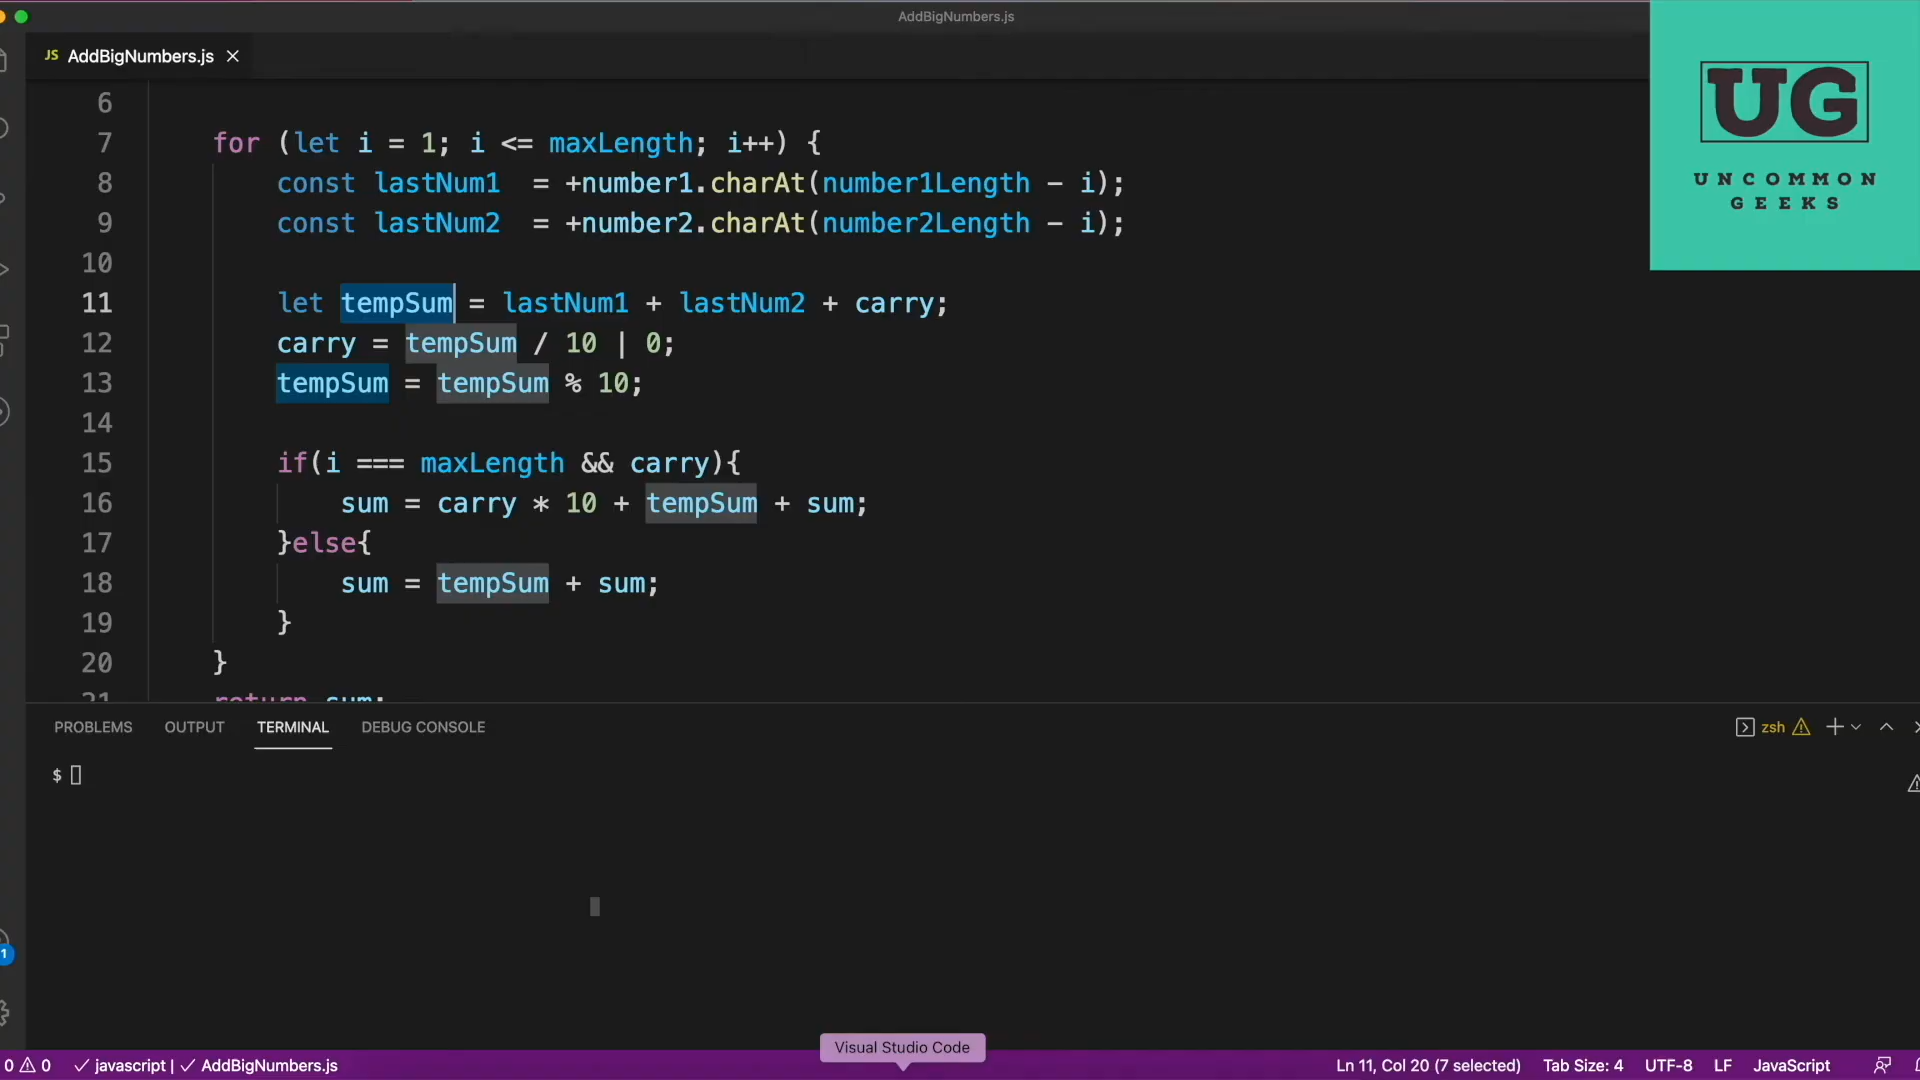 AddBigNumbers.js
JS AddBigNumbers.js
UG
UNCOMMON
GEEKS
6
7 for (let i = 1; i <= maxLength; i++) {
8 const lastNum1  = +number1.charAt(number1Length - i);
9 const lastNum2  = +number2.charAt(number2Length - i);
10
11 let tempSum = lastNum1 + lastNum2 + carry;
12 carry = tempSum / 10 | 0;
13 tempSum = tempSum % 10;
14
15 if(i === maxLength && carry){
16 sum = carry * 10 + tempSum + sum;
17 }else{
18 sum = tempSum + sum;
19 }
20 }
21 return sum;
PROBLEMS OUTPUT TERMINAL DEBUG CONSOLE
zsh
$
1
Visual Studio Code
0 0 javascript | AddBigNumbers.js Ln 11, Col 20 (7 selected) Tab Size: 4 UTF-8 LF JavaScript